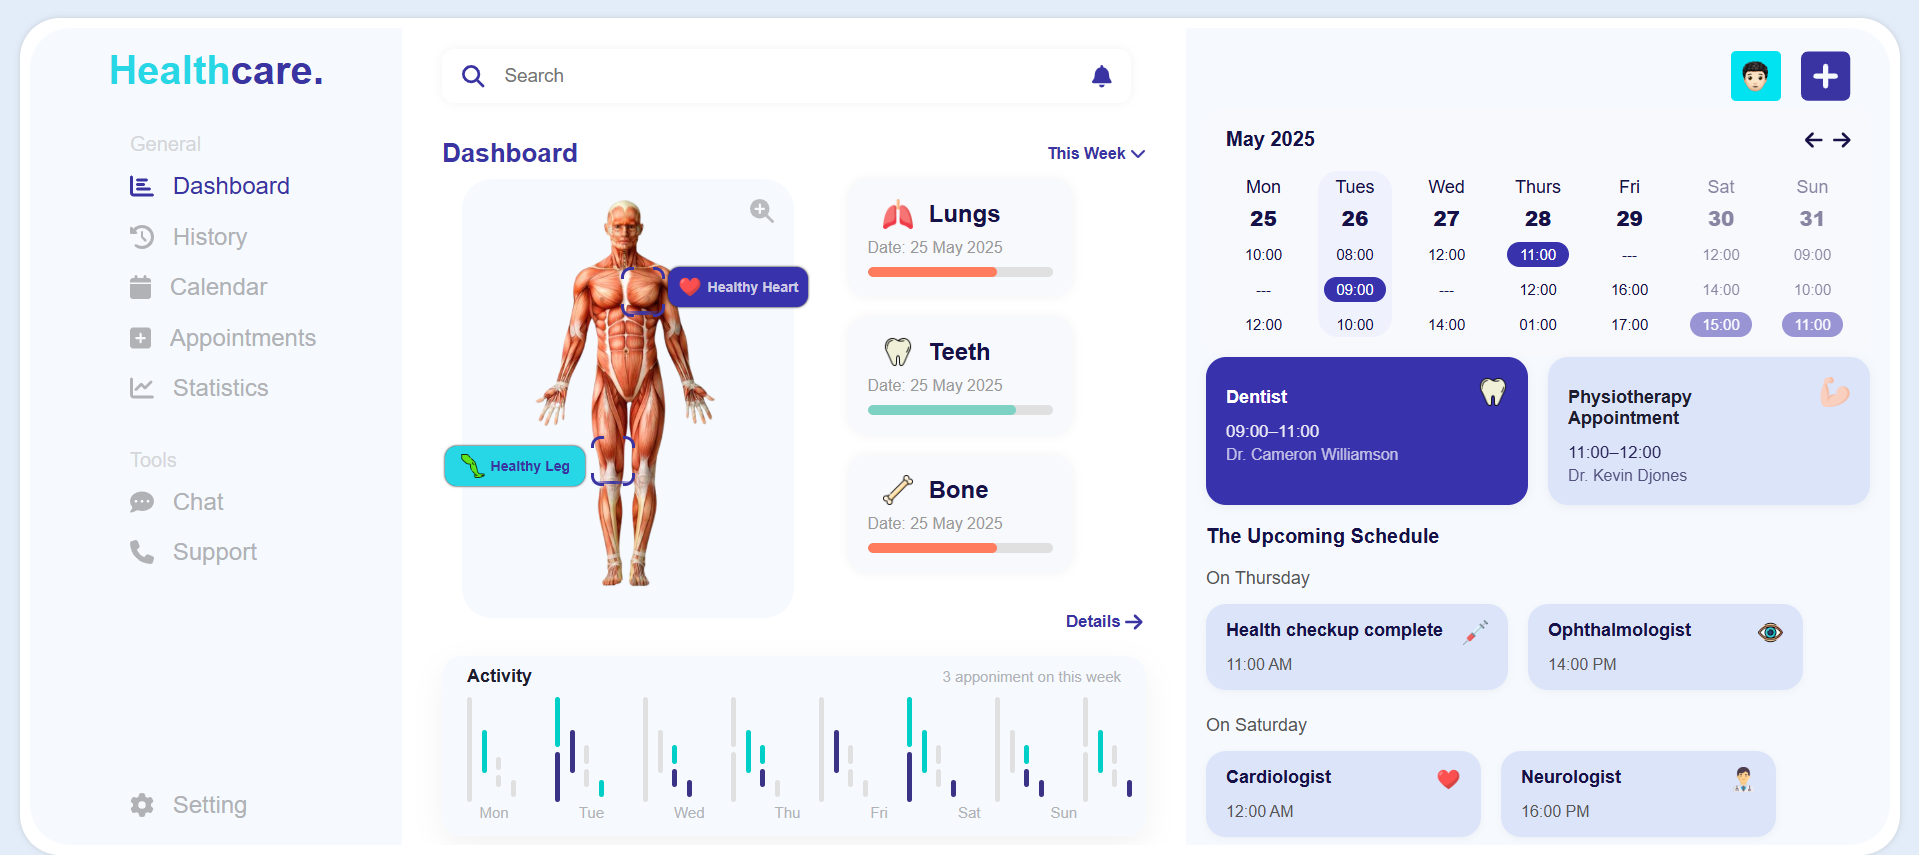 Healthcare.
General
Dashboard
History
Calendar
Appointments
Statistics
Tools
Chat
Support
Setting
Search
Dashboard
This Week
Healthy Heart
Healthy Leg
Lungs
Date: 25 May 2025
Teeth
Date: 25 May 2025
Bone
Date: 25 May 2025
Details
Activity
3 apponiment on this week
Mon Tue Wed Thu Fri Sat Sun
May 2025
Mon Tues Wed Thurs Fri Sat Sun
25 26 27 28 29 30 31
10:00 08:00 12:00 11:00 --- 12:00 09:00
--- 09:00 --- 12:00 16:00 14:00 10:00
12:00 10:00 14:00 01:00 17:00 15:00 11:00
Dentist
09:00–11:00
Dr. Cameron Williamson
Physiotherapy
Appointment
11:00–12:00
Dr. Kevin Djones
The Upcoming Schedule
On Thursday
Health checkup complete
11:00 AM
Ophthalmologist
14:00 PM
On Saturday
Cardiologist
12:00 AM
Neurologist
16:00 PM